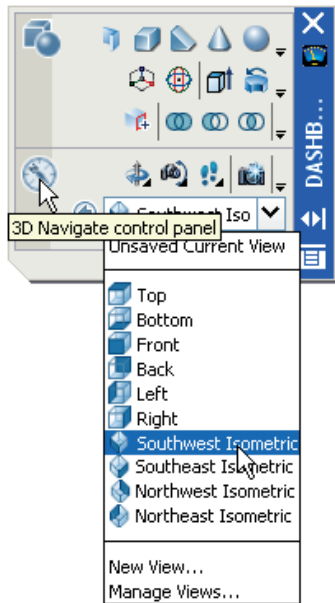 DASHB...
Southwest Iso
3D Navigate control panel
Unsaved Current View
Top
Bottom
Front
Back
Left
Right
Southwest Isometric
Southeast Isometric
Northwest Isometric
Northeast Isometric
New View...
Manage Views...